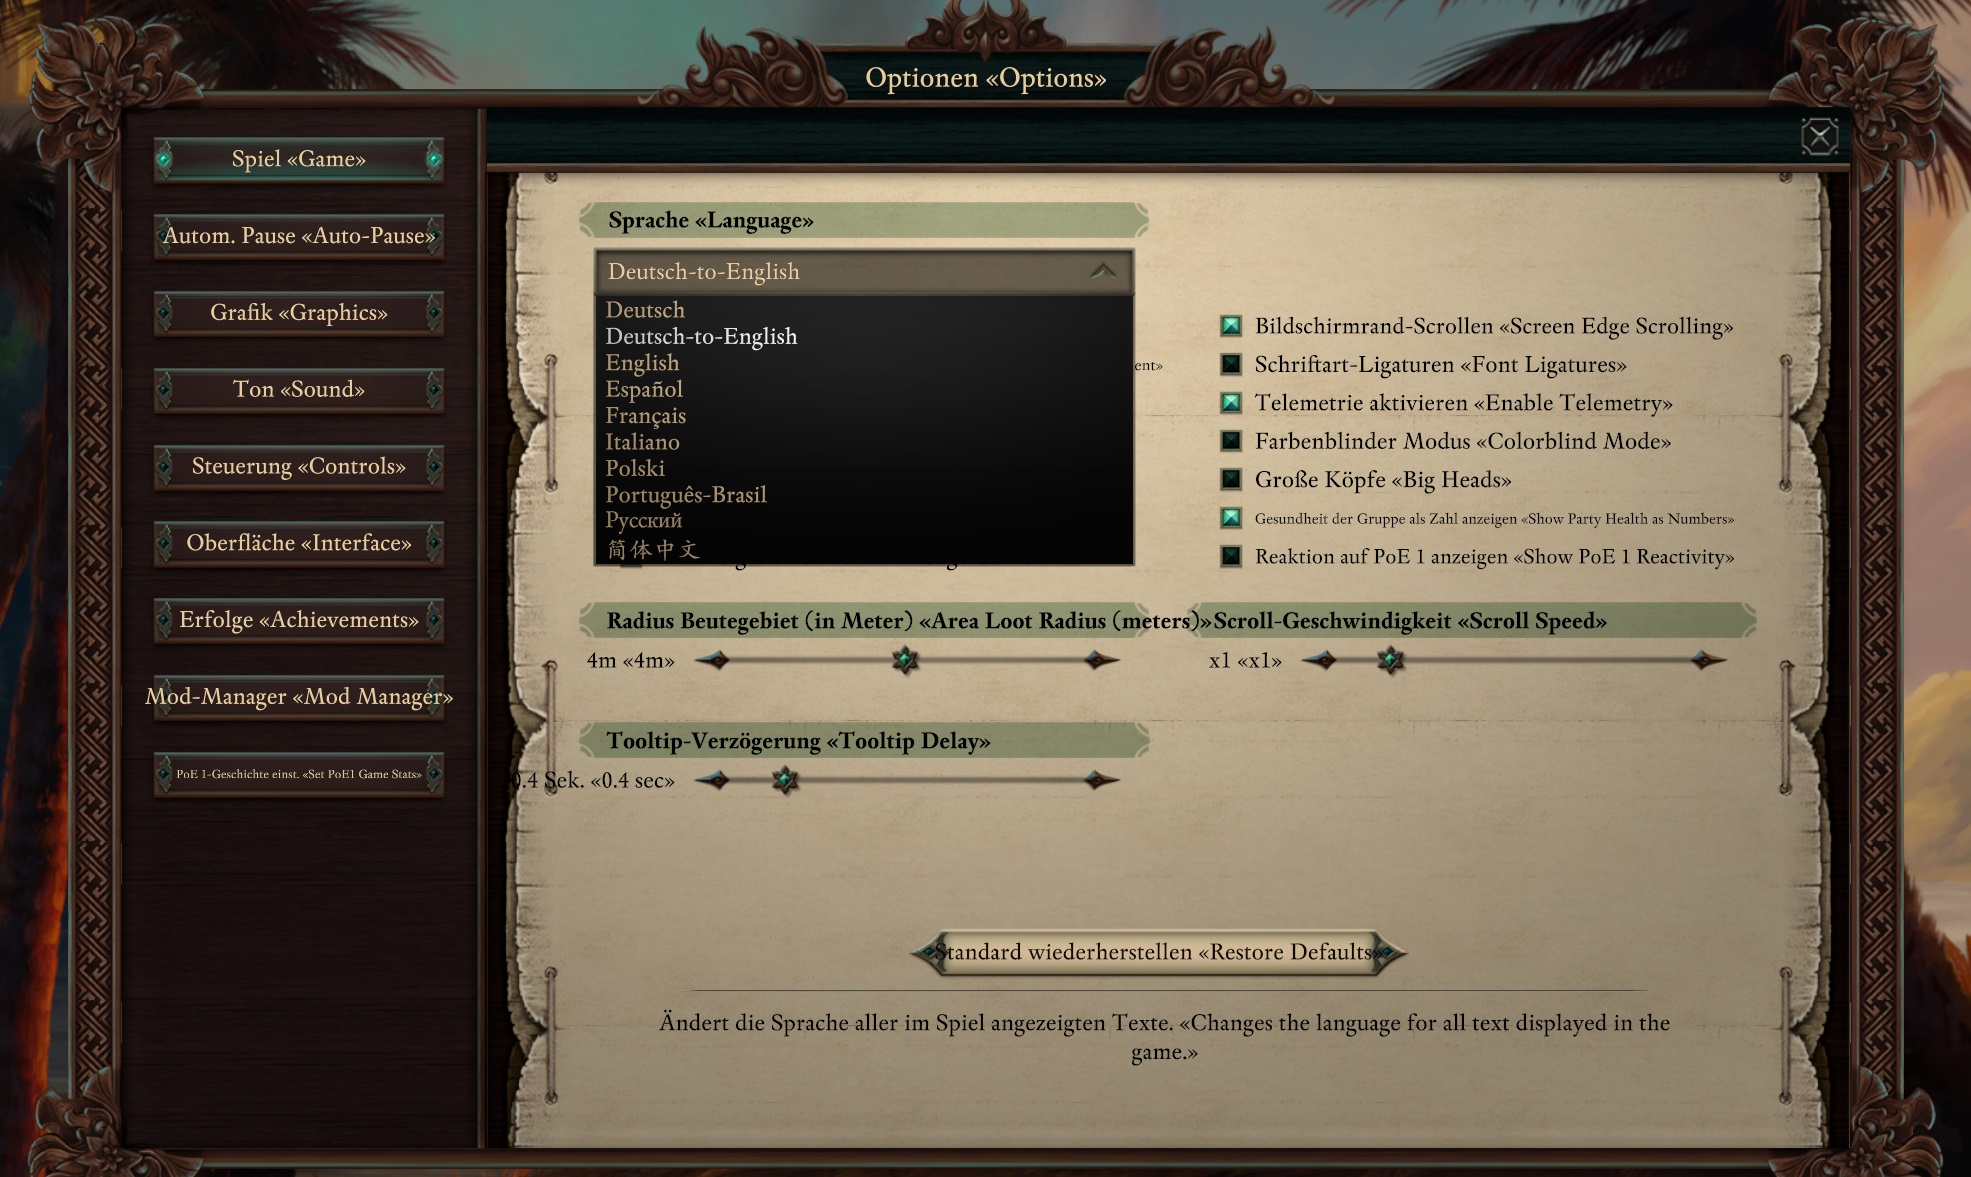 Optionen «Options»
Spiel «Game»
Autom. Pause «Auto-Pause»
Grafik «Graphics»
Ton «Sound»
Steuerung «Controls»
Oberfläche «Interface»
Erfolge «Achievements»
Mod-Manager «Mod Manager»
PoE 1-Geschichte einst. «Set PoE1 Game Stats»
Sprache «Language»
Deutsch-to-English
Deutsch
Deutsch-to-English
English
Español
Français
Italiano
Polski
Português-Brasil
Русский
简体中文
ent»
Bildschirmrand-Scrollen «Screen Edge Scrolling»
Schriftart-Ligaturen «Font Ligatures»
Telemetrie aktivieren «Enable Telemetry»
Farbenblinder Modus «Colorblind Mode»
Große Köpfe «Big Heads»
Gesundheit der Gruppe als Zahl anzeigen «Show Party Health as Numbers»
Reaktion auf PoE 1 anzeigen «Show PoE 1 Reactivity»
Radius Beutegebiet (in Meter) «Area Loot Radius (meters)»
4m «4m»
Scroll-Geschwindigkeit «Scroll Speed»
x1 «x1»
Tooltip-Verzögerung «Tooltip Delay»
0.4 Sek. «0.4 sec»
Standard wiederherstellen «Restore Defaults»
Ändert die Sprache aller im Spiel angezeigten Texte. «Changes the language for all text displayed in the
game.»